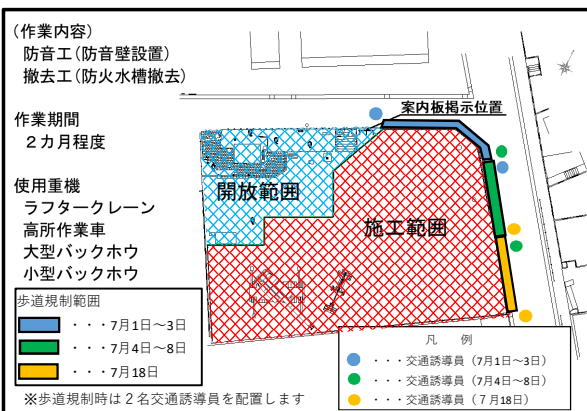 (作業内容)
防音工(防音壁設置)
撤去工(防火水槽撤去)
作業期間
２カ月程度
使用重機
ラフタークレーン
高所作業車
大型バックホウ
小型バックホウ
歩道規制範囲
・・・7月1日～3日
・・・7月4日～8日
・・・7月18日
※歩道規制時は２名交通誘導員を配置します
案内板掲示位置
開放範囲
施工範囲
凡　例
・・・交通誘導員（7月1日～3日）
・・・交通誘導員（7月4日～8日）
・・・交通誘導員（７月18日）